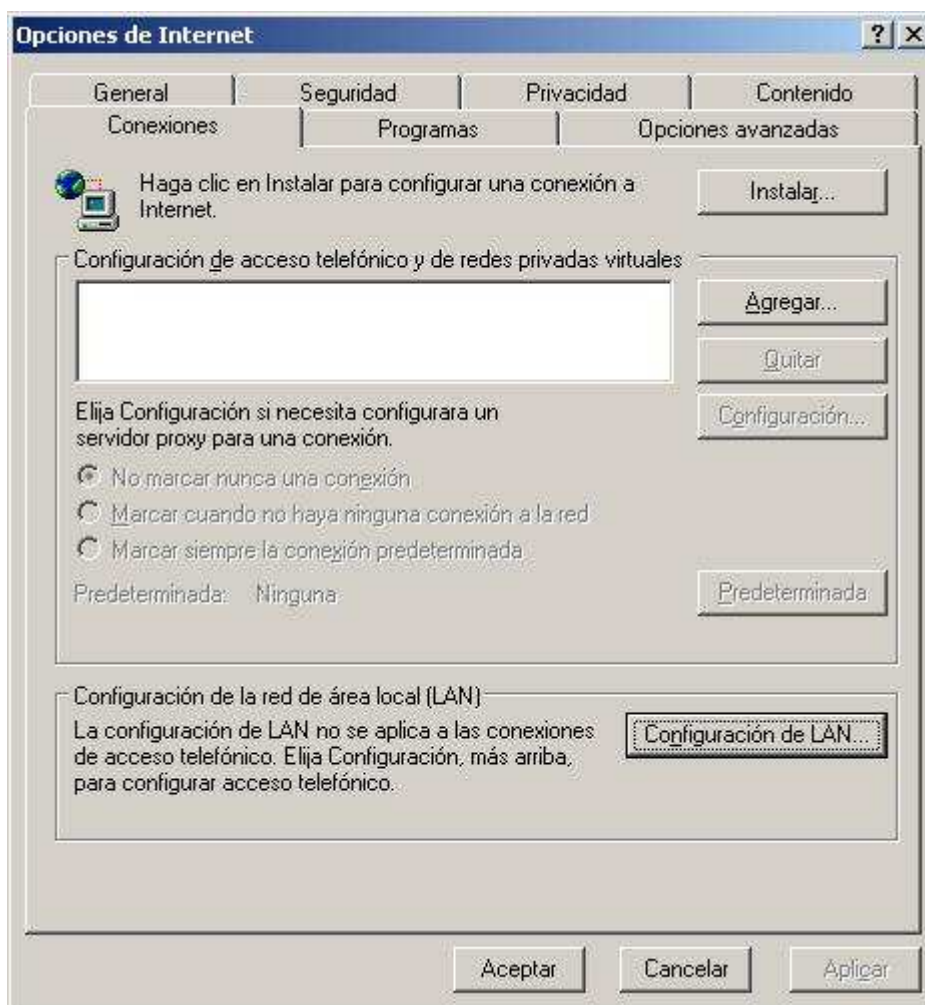 Opciones de Internet
General
Seguridad
Privacidad
Contenido
Conexiones
Programas
Opciones avanzadas
Haga clic en Instalar para configurar una conexión a
Internet.
Instalar...
Configuración de acceso telefónico y de redes privadas virtuales
Agregar...
Quitar
Elija Configuración si necesita configurara un
servidor proxy para una conexión.
Configuración...
No marcar nunca una conexión
Marcar cuando no haya ninguna conexión a la red
Marcar siempre la conexión predeterminada
Predeterminada: Ninguna
Predeterminada
Configuración de la red de área local (LAN)
La configuración de LAN no se aplica a las conexiones
de acceso telefónico. Elija Configuración, más arriba,
para configurar acceso telefónico.
Configuración de LAN...
Aceptar
Cancelar
Aplicar